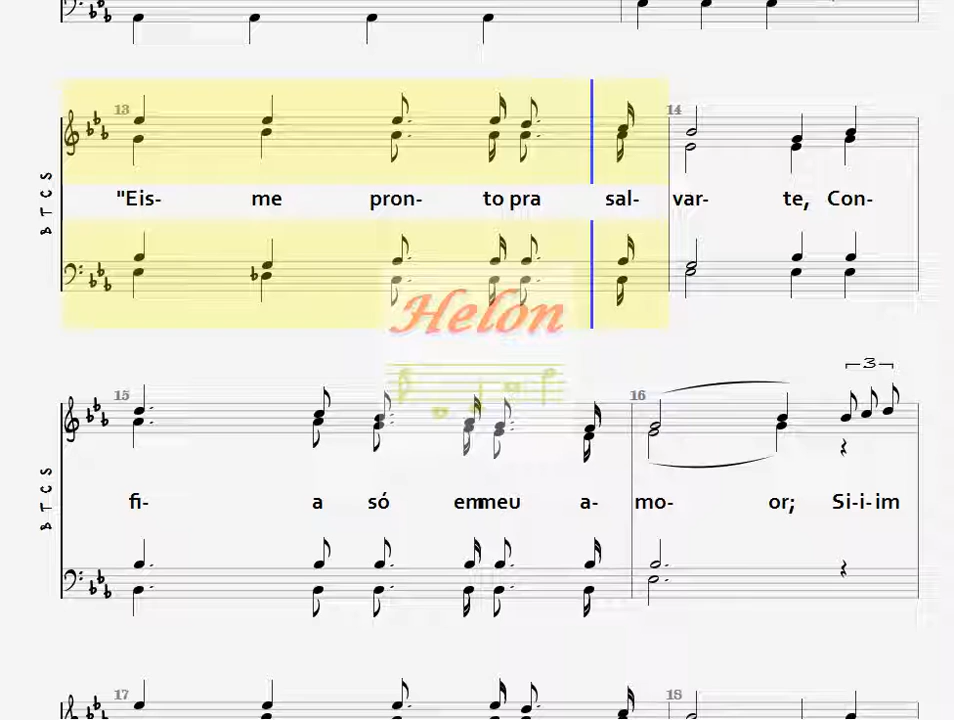 13 14
"Eis- me pron- to pra sal- var- te, Con-
S
C
T
B
Helon
3
15 16
fi- a só em meu a- mo- or; Si-i-im
S
C
T
B
17 18